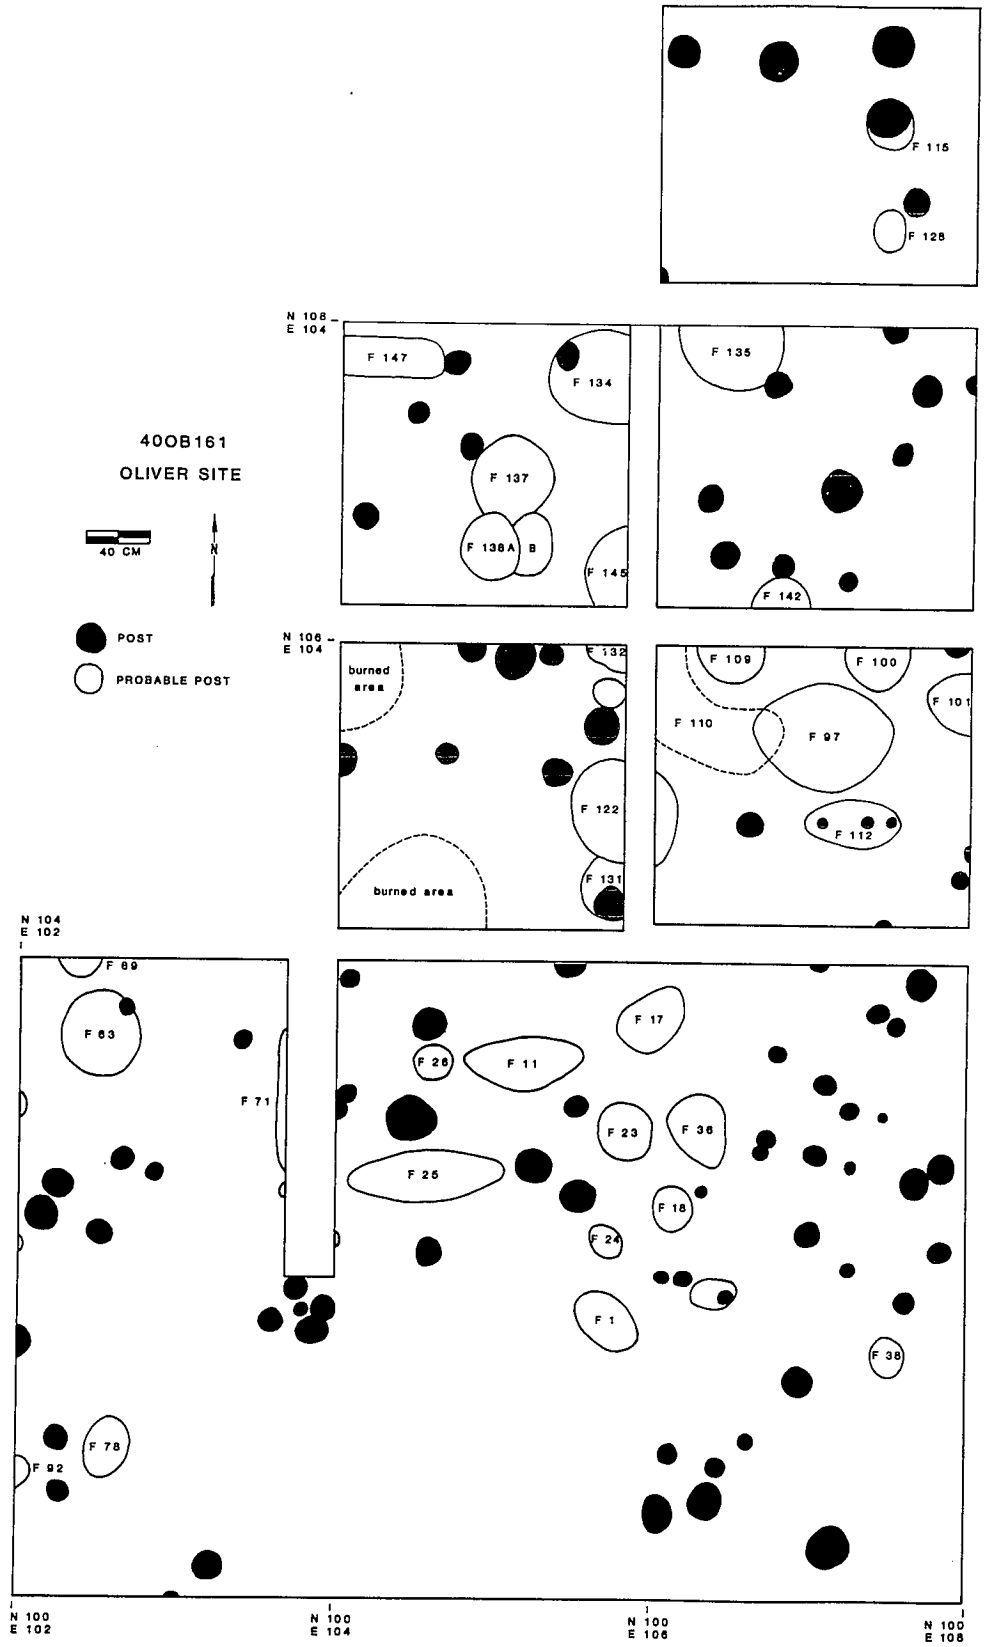 F 115
F 128
N 108
E 104
F 147
F 134
F 135
40OB161
OLIVER SITE
F 137
F 138A B
F 145
F 142
N
40 CM
POST
PROBABLE POST
N 106
E 104
F 132
burned
area
F 109
F 100
F 101
F 110
F 97
F 122
F 112
F 131
burned area
N 104
E 102
F 69
F 63
F 17
F 26
F 11
F 71
F 23
F 36
F 25
F 18
F 24
F 1
F 38
F 78
F 92
N 100
E 102
N 100
E 104
N 100
E 106
N 100
E 108